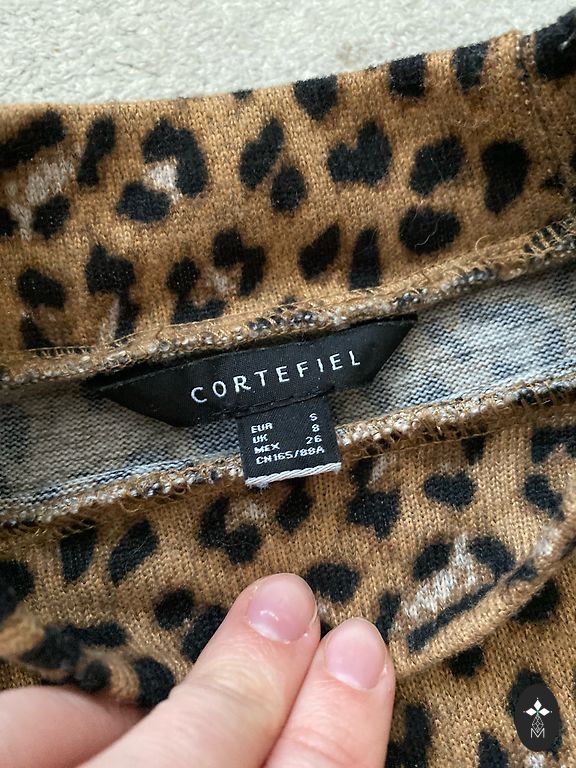 CORTEFIEL
EUR S
UK 8
MEX 26
CN165/88A